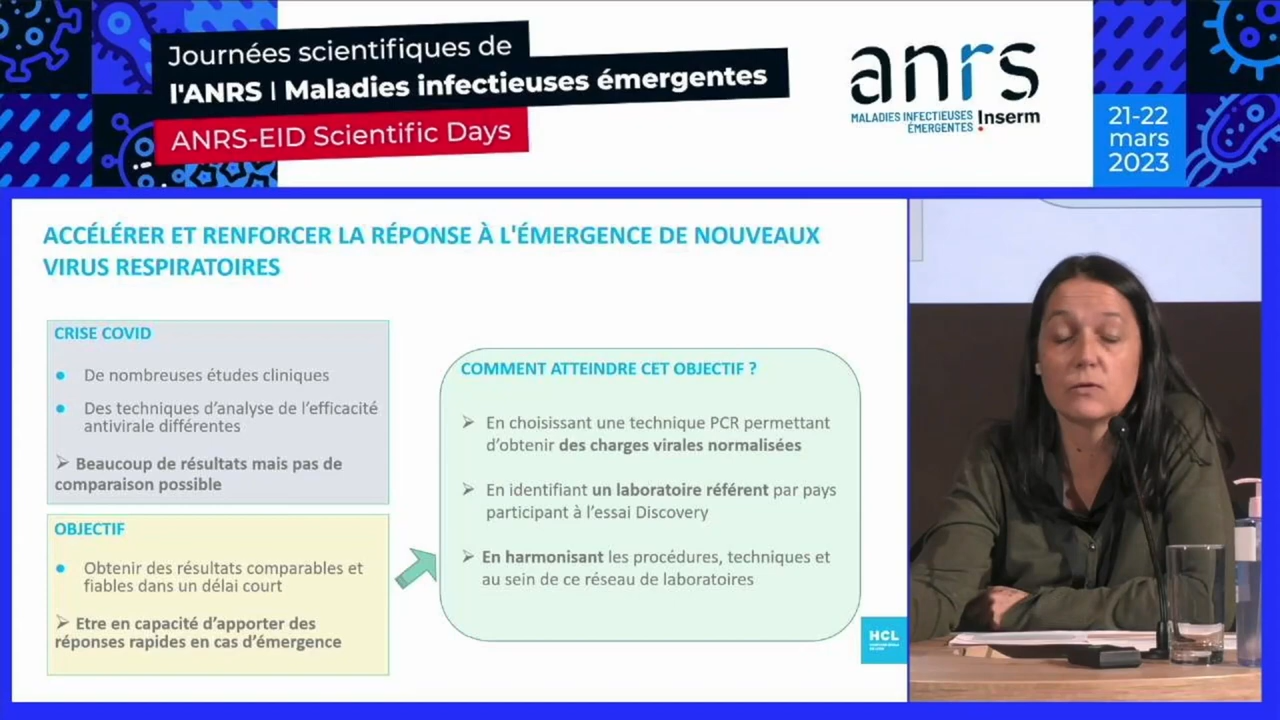 Journées scientifiques de
l'ANRS | Maladies infectieuses émergentes
ANRS-EID Scientific Days
anrs
MALADIES INFECTIEUSES
ÉMERGENTES
Inserm
21-22
mars
2023
ACCÉLÉRER ET RENFORCER LA RÉPONSE À L'ÉMERGENCE DE NOUVEAUX
VIRUS RESPIRATOIRES
CRISE COVID
De nombreuses études cliniques
Des techniques d'analyse de l'efficacité
antivirale différentes
➢ Beaucoup de résultats mais pas de
comparaison possible
OBJECTIF
Obtenir des résultats comparables et
fiables dans un délai court
➢ Etre en capacité d'apporter des
réponses rapides en cas d'émergence
COMMENT ATTEINDRE CET OBJECTIF ?
➢ En choisissant une technique PCR permettant
d'obtenir des charges virales normalisées
➢ En identifiant un laboratoire référent par pays
participant à l'essai Discovery
➢ En harmonisant les procédures, techniques et
au sein de ce réseau de laboratoires
HCL